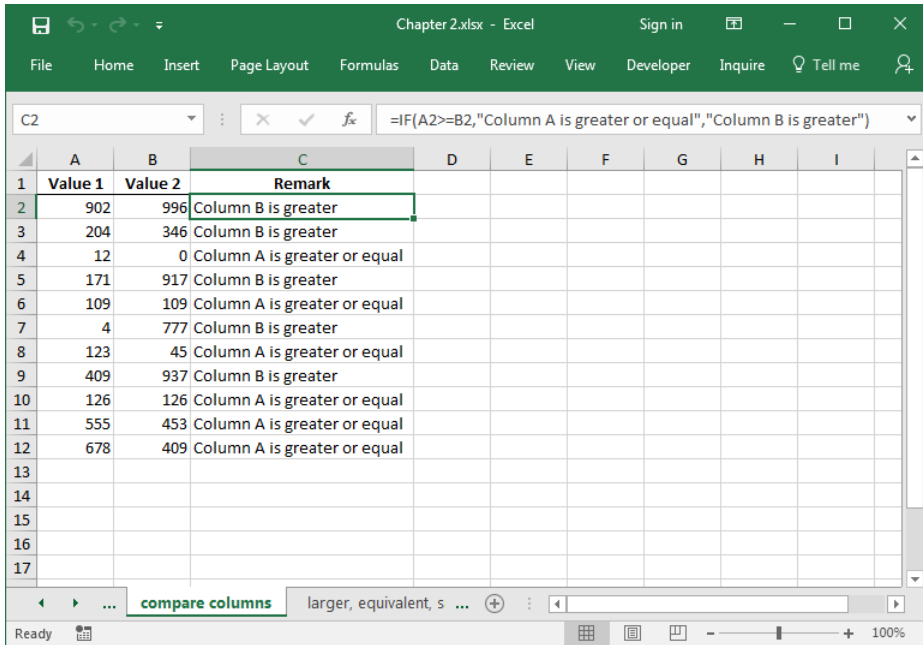 Chapter 2.xlsx - Excel Sign in
File Home Insert Page Layout Formulas Data Review View Developer Inquire Tell me
C2 fx =IF(A2>=B2,"Column A is greater or equal","Column B is greater")
A B C D E F G H I
1 Value 1 Value 2 Remark
2 902 996 Column B is greater
3 204 346 Column B is greater
4 12 0 Column A is greater or equal
5 171 917 Column B is greater
6 109 109 Column A is greater or equal
7 4 777 Column B is greater
8 123 45 Column A is greater or equal
9 409 937 Column B is greater
10 126 126 Column A is greater or equal
11 555 453 Column A is greater or equal
12 678 409 Column A is greater or equal
13
14
15
16
17
... compare columns larger, equivalent, s ...
Ready 100%